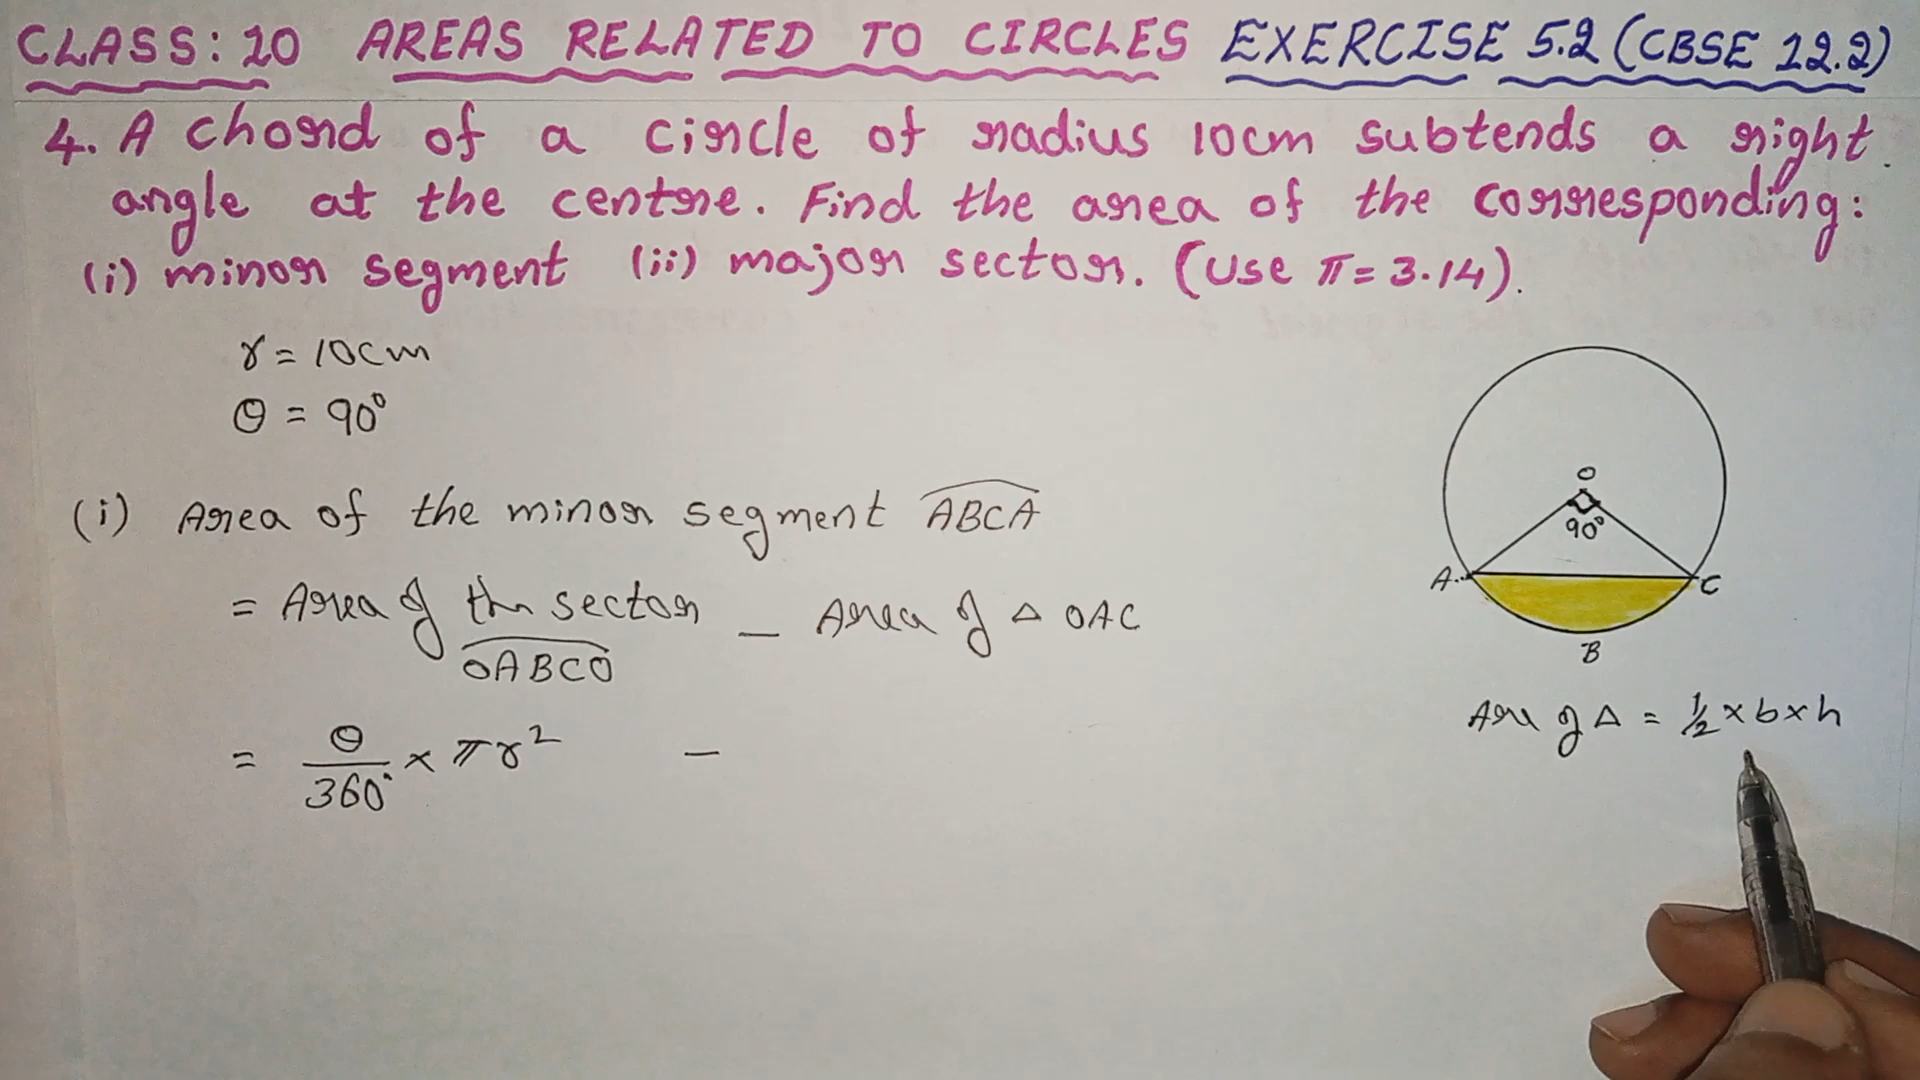 CLASS: 10 AREAS RELATED TO CIRCLES EXERCISE 5.2 (CBSE 12.2)
4. A chord of a circle of radius 10cm subtends a right
angle at the centre. Find the area of the corresponding:
(i) minor segment (ii) major sector. (Use π = 3.14).
r = 10cm
θ = 90°
(i) Area of the minor segment ABCA
= Area of the sector OABCO − Area of △ OAC
= θ/360° × πr² −
O
90°
A
C
B
Are of △ = ½ × b × h